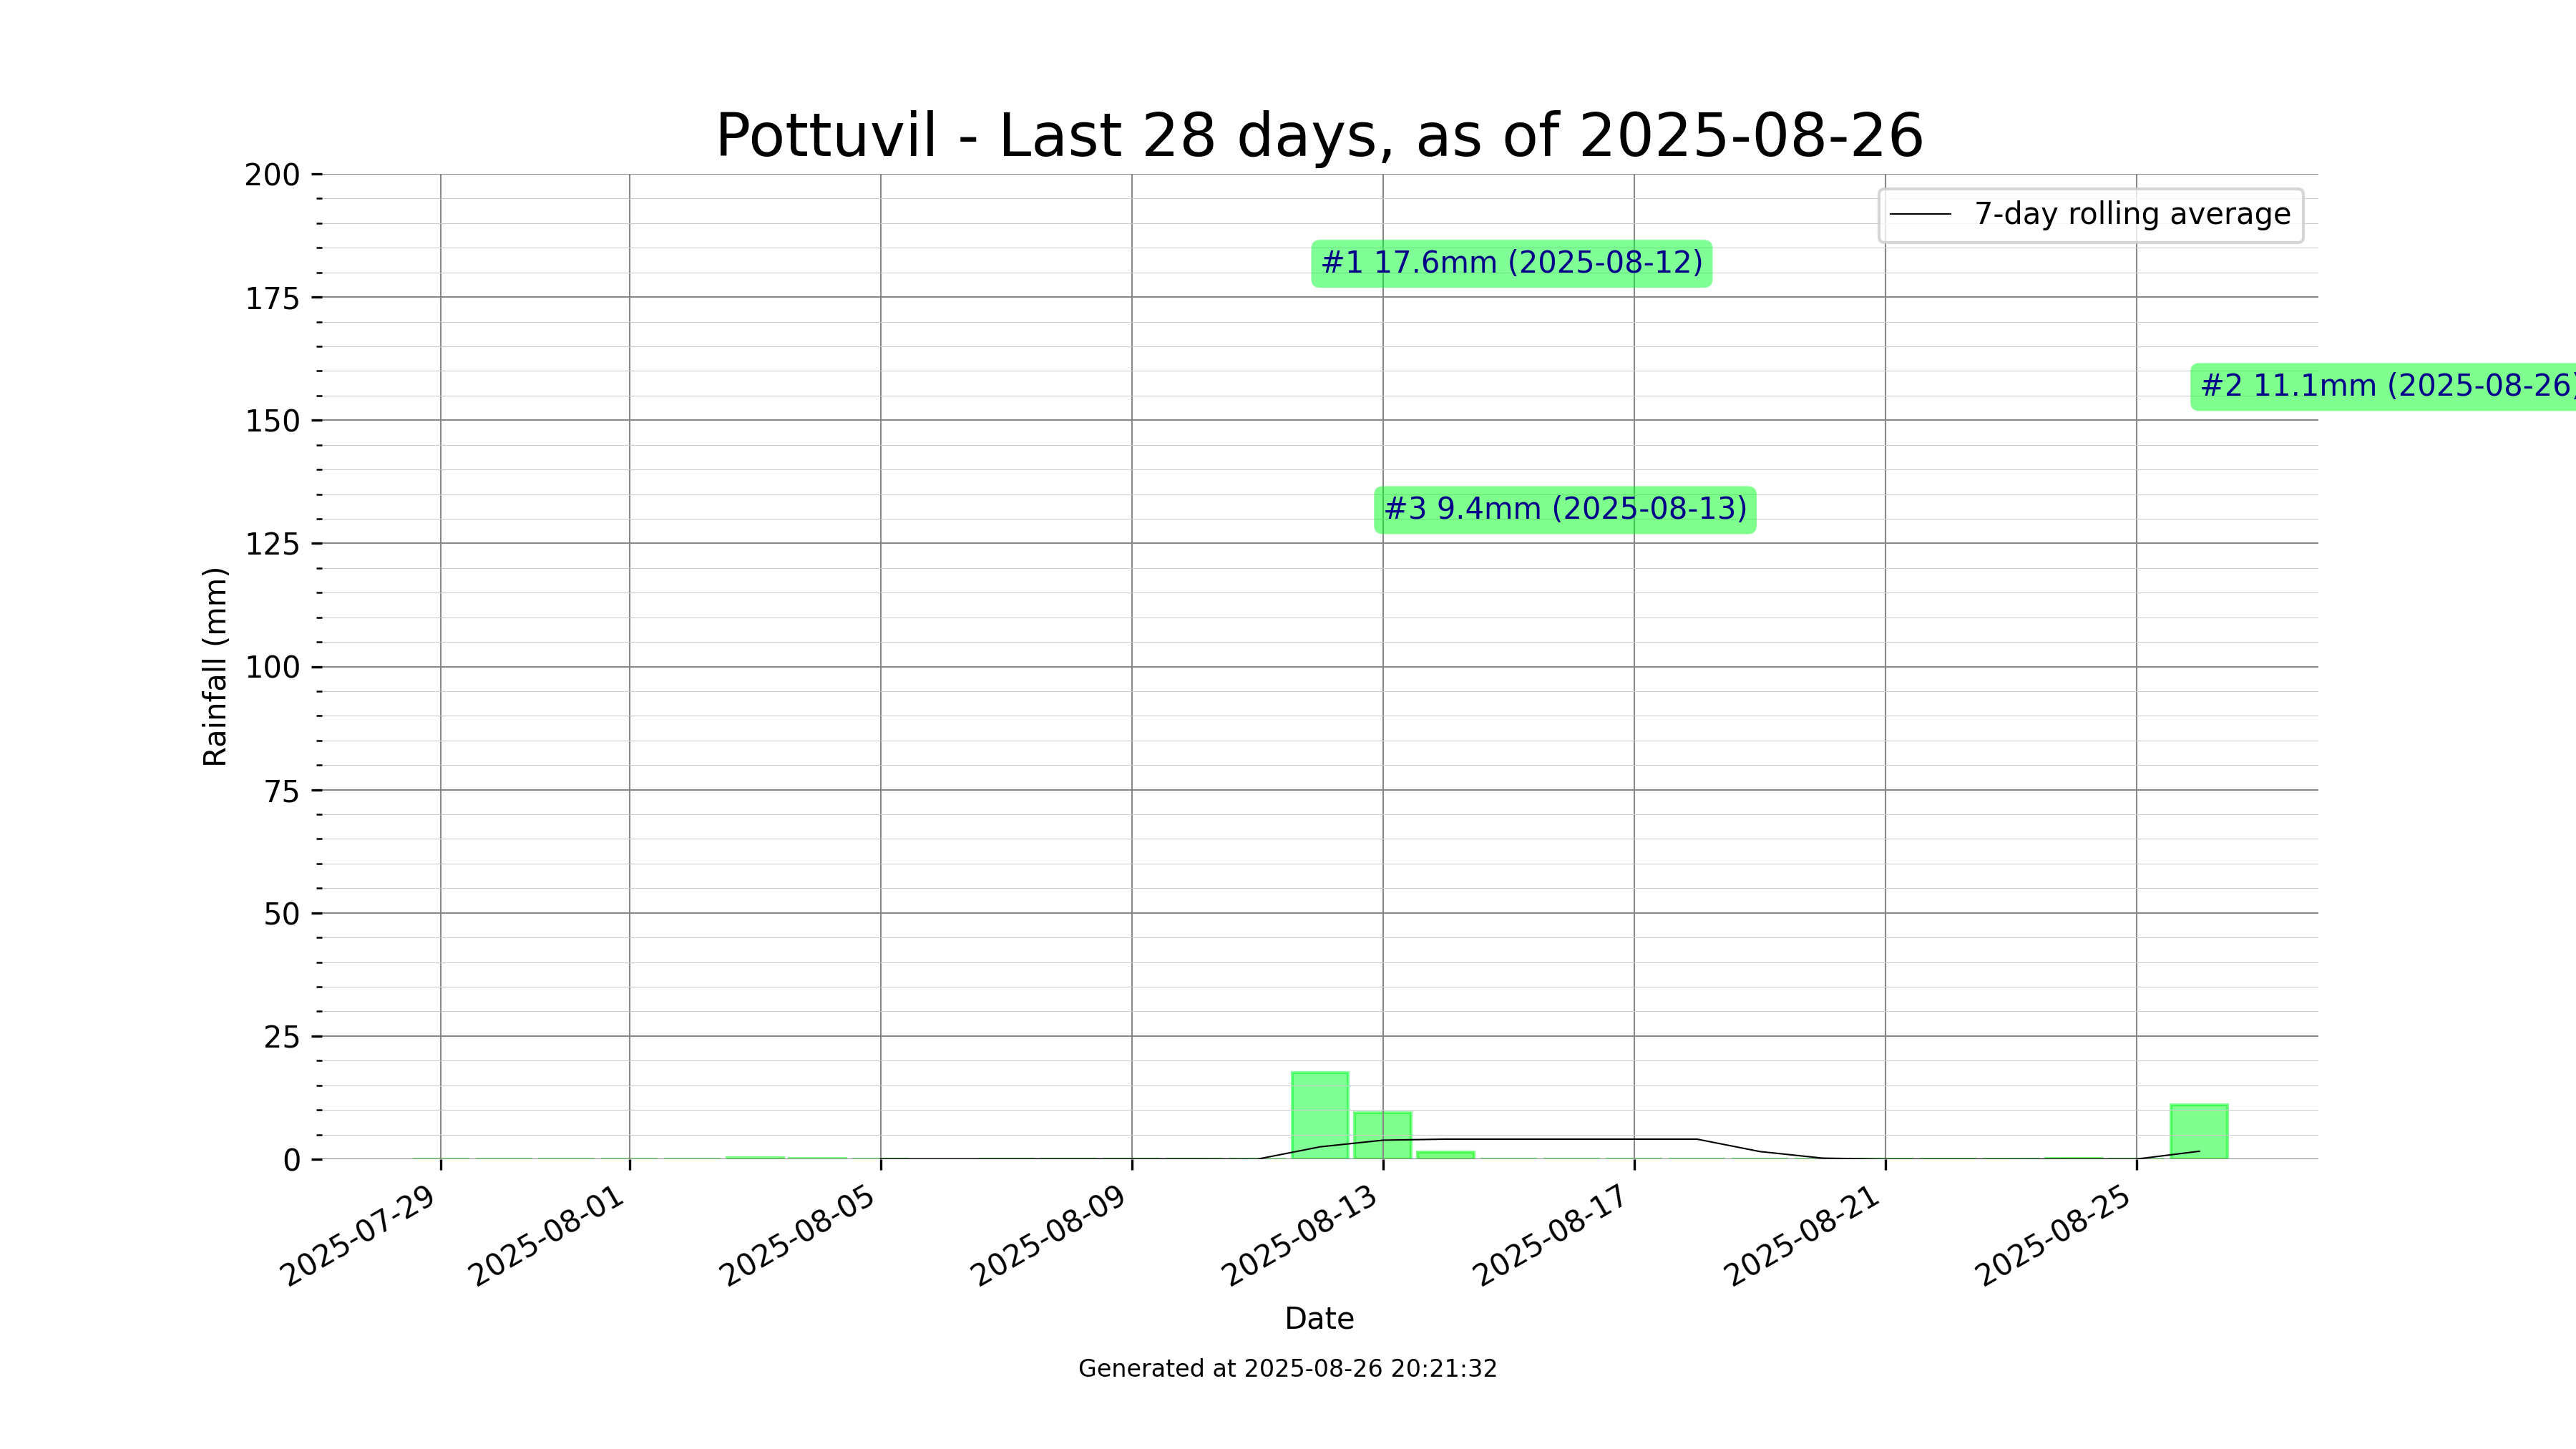 Pottuvil - Last 28 days, as of 2025-08-26
200
175
150
125
100
75
50
25
0
Rainfall (mm)
7-day rolling average
#1 17.6mm (2025-08-12)
#2 11.1mm (2025-08-26)
#3 9.4mm (2025-08-13)
2025-07-29
2025-08-01
2025-08-05
2025-08-09
2025-08-13
2025-08-17
2025-08-21
2025-08-25
Date
Generated at 2025-08-26 20:21:32